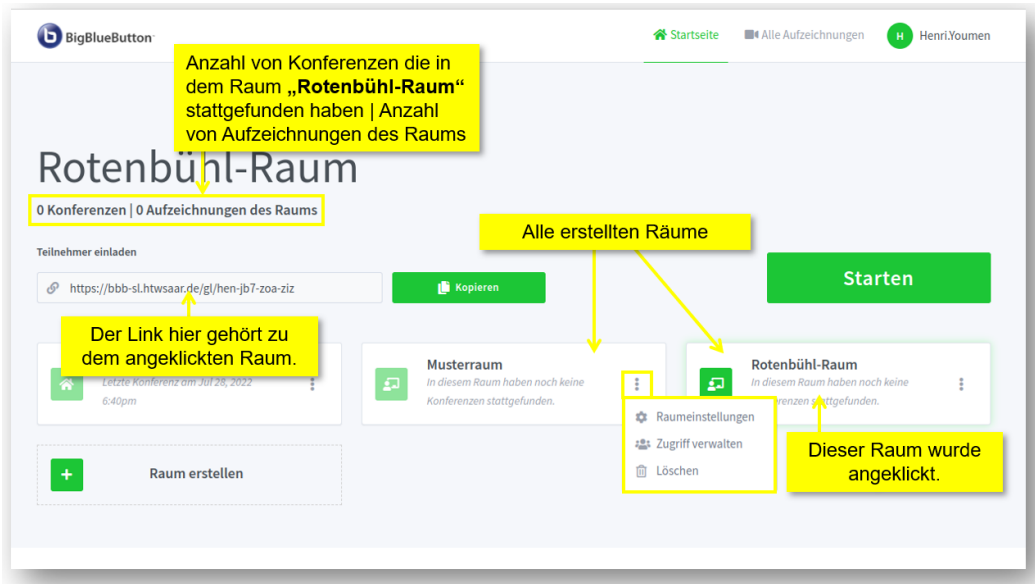 BigBlueButton
Startseite
Alle Aufzeichnungen
H
Henri.Youmen
Anzahl von Konferenzen die in
dem Raum „Rotenbühl-Raum“
stattgefunden haben | Anzahl
von Aufzeichnungen des Raums
Rotenbühl-Raum
0 Konferenzen | 0 Aufzeichnungen des Raums
Alle erstellten Räume
Teilnehmer einladen
https://bbb-sl.htwsaar.de/gl/hen-jb7-zoa-ziz
Kopieren
Starten
Der Link hier gehört zu
dem angeklickten Raum.
Letzte Konferenz am Jul 28, 2022
6:40pm
Musterraum
In diesem Raum haben noch keine
Konferenzen stattgefunden.
Rotenbühl-Raum
In diesem Raum haben noch keine
Konferenzen stattgefunden.
Raumeinstellungen
Zugriff verwalten
Löschen
Dieser Raum wurde
angeklickt.
+
Raum erstellen